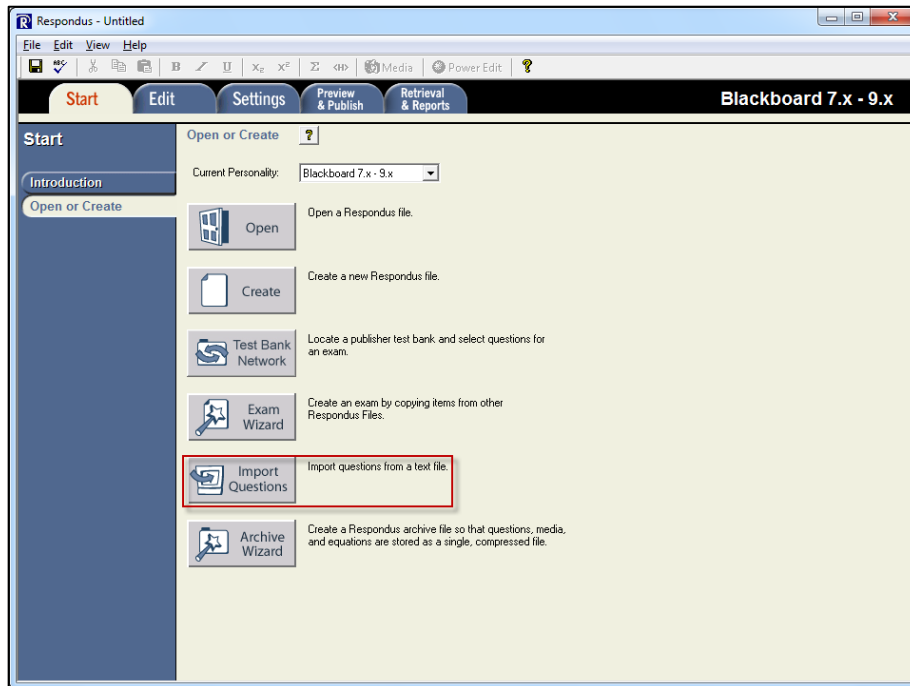 Respondus - Untitled
File Edit View Help
ABC B I U X₂ X² Σ <H> Media Power Edit ?
Start Edit Settings Preview & Publish Retrieval & Reports Blackboard 7.x - 9.x
Start
Introduction
Open or Create
Open or Create ?
Current Personality: Blackboard 7.x - 9.x
Open
Open a Respondus file.
Create
Create a new Respondus file.
Test Bank
Network
Locate a publisher test bank and select questions for
an exam.
Exam
Wizard
Create an exam by copying items from other
Respondus Files.
Import
Questions
Import questions from a text file.
Archive
Wizard
Create a Respondus archive file so that questions, media,
and equations are stored as a single, compressed file.